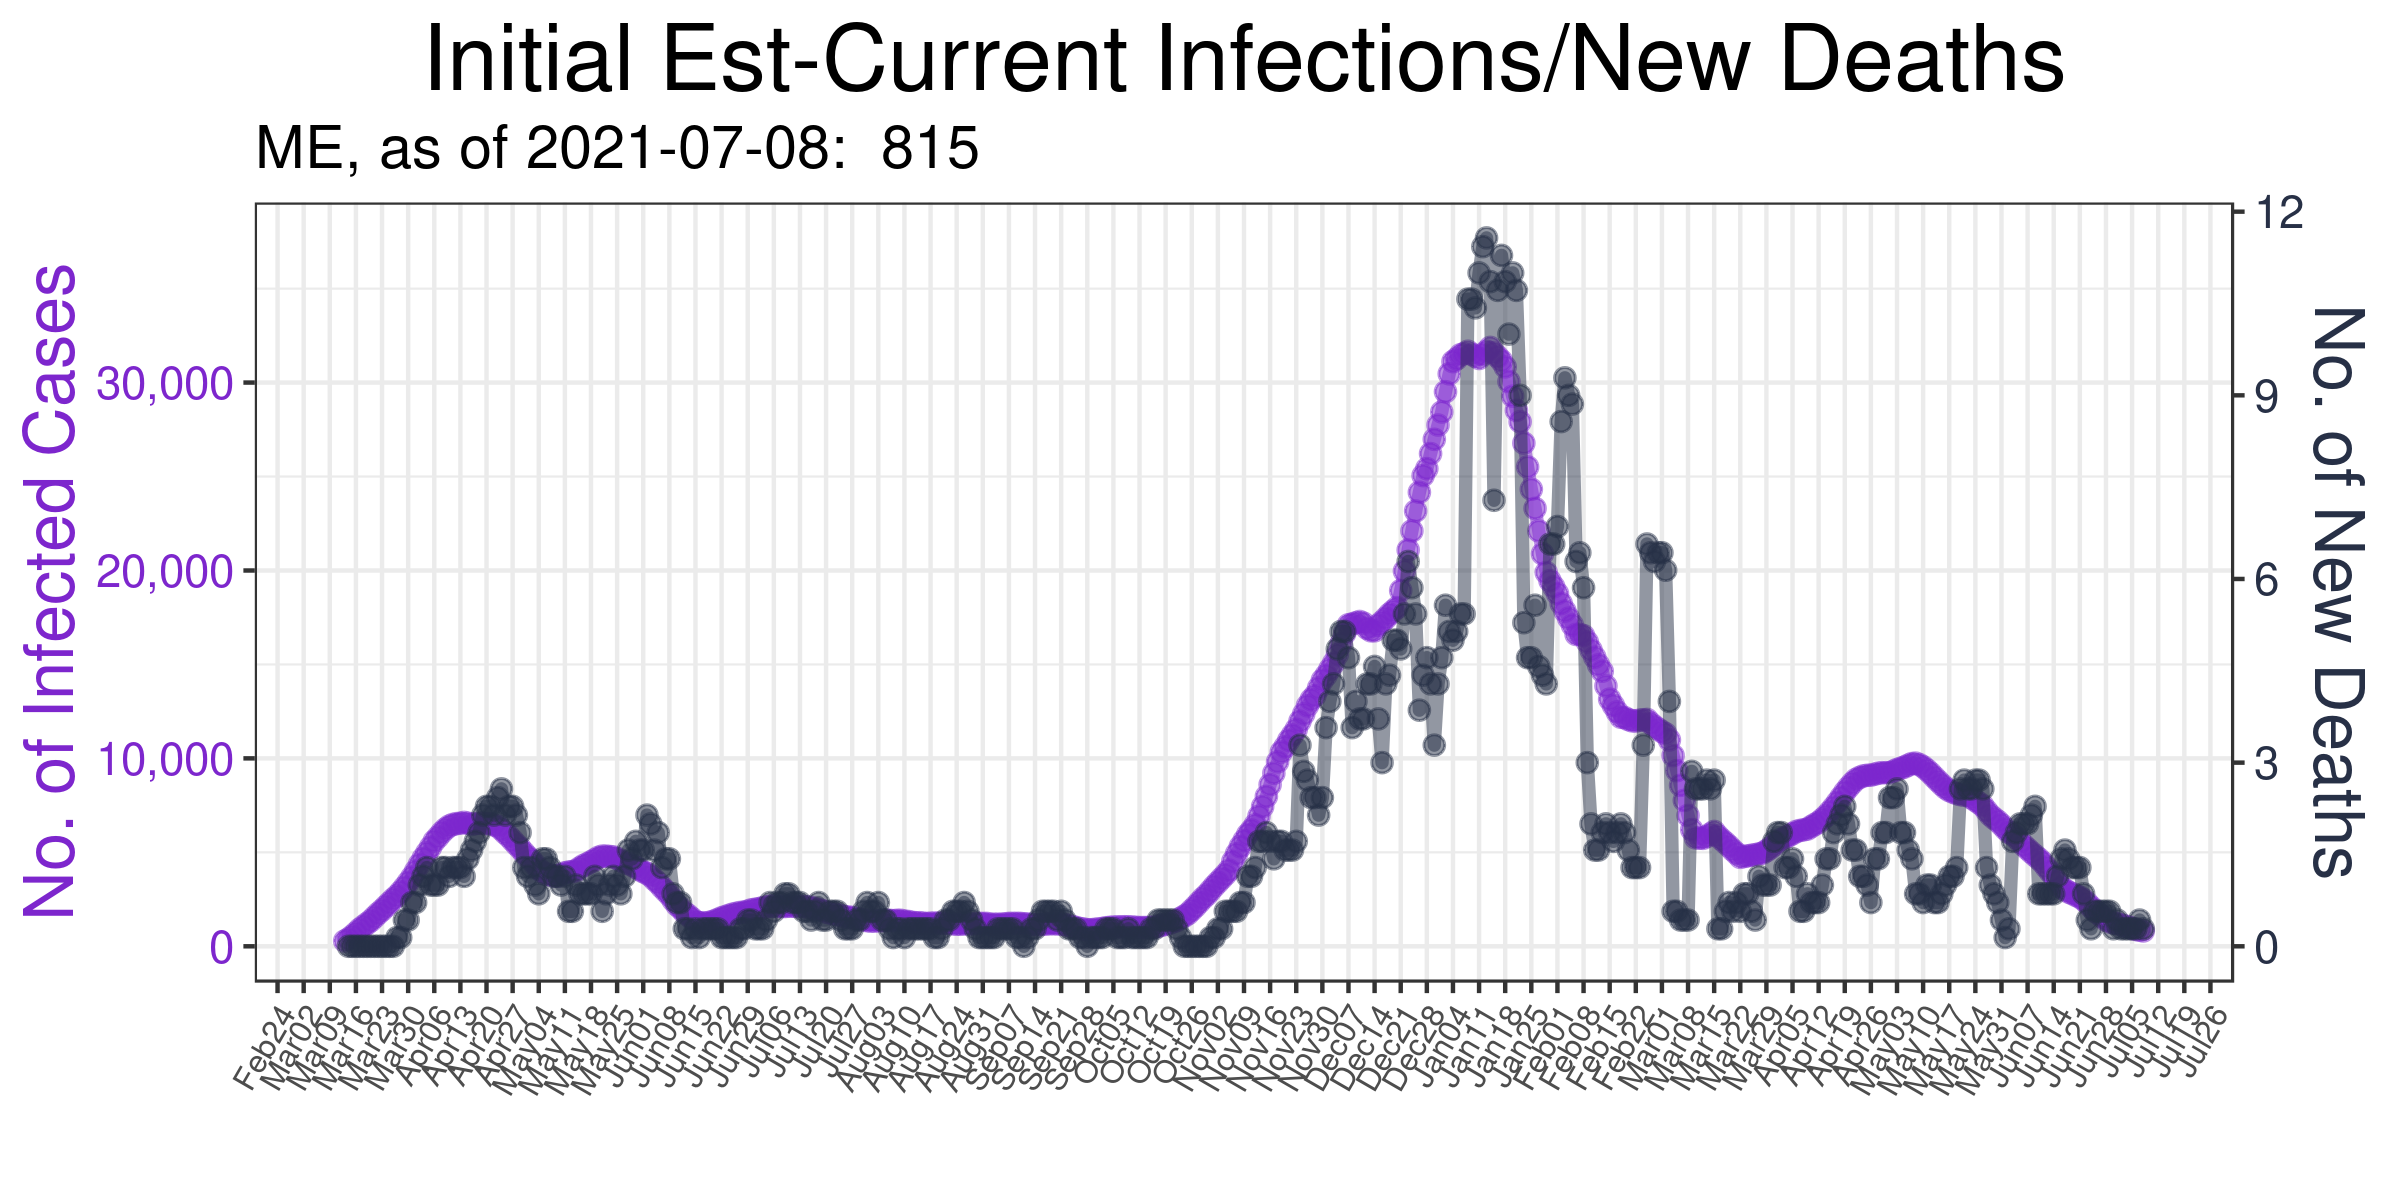 Initial Est-Current Infections/New Deaths
ME, as of 2021-07-08:  815
No. of Infected Cases
30,000
20,000
10,000
0
12
9
6
3
0
No. of New Deaths
Feb24
Mar02
Mar09
Mar16
Mar23
Mar30
Apr06
Apr13
Apr20
Apr27
May04
May11
May18
May25
Jun01
Jun08
Jun15
Jun22
Jun29
Jul06
Jul13
Jul20
Jul27
Aug03
Aug10
Aug17
Aug24
Aug31
Sep07
Sep14
Sep21
Sep28
Oct05
Oct12
Oct19
Oct26
Nov02
Nov09
Nov16
Nov23
Nov30
Dec07
Dec14
Dec21
Dec28
Jan04
Jan11
Jan18
Jan25
Feb01
Feb08
Feb15
Feb22
Mar01
Mar08
Mar15
Mar22
Mar29
Apr05
Apr12
Apr19
Apr26
May03
May10
May17
May24
May31
Jun07
Jun14
Jun21
Jun28
Jul05
Jul12
Jul19
Jul26